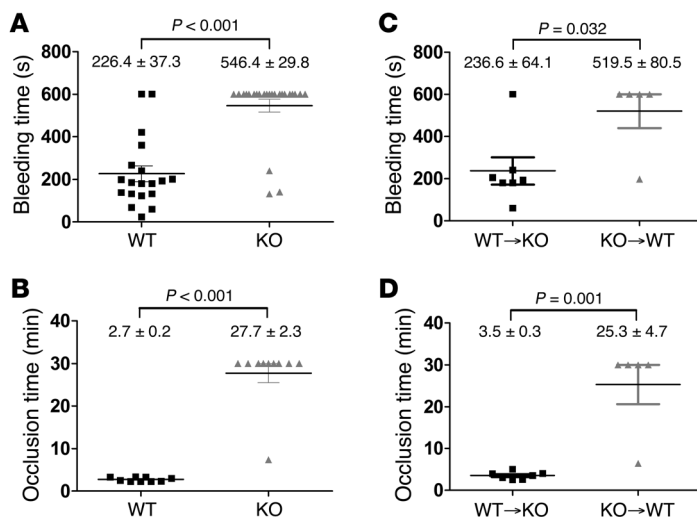 A
P < 0.001
226.4 ± 37.3
546.4 ± 29.8
Bleeding time (s)
800
600
400
200
0
WT
KO
C
P = 0.032
236.6 ± 64.1
519.5 ± 80.5
Bleeding time (s)
800
600
400
200
0
WT→KO
KO→WT
B
P < 0.001
2.7 ± 0.2
27.7 ± 2.3
Occlusion time (min)
40
30
20
10
0
WT
KO
D
P = 0.001
3.5 ± 0.3
25.3 ± 4.7
Occlusion time (min)
40
30
20
10
0
WT→KO
KO→WT